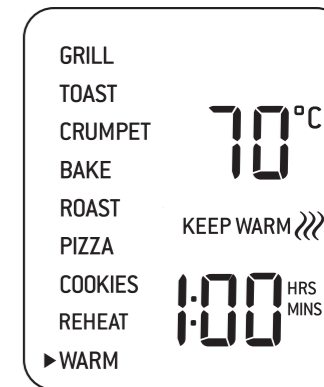 GRILL
TOAST
CRUMPET
BAKE
ROAST
PIZZA
COOKIES
REHEAT
▶WARM
70°C
KEEP WARM
1:00 HRS MINS